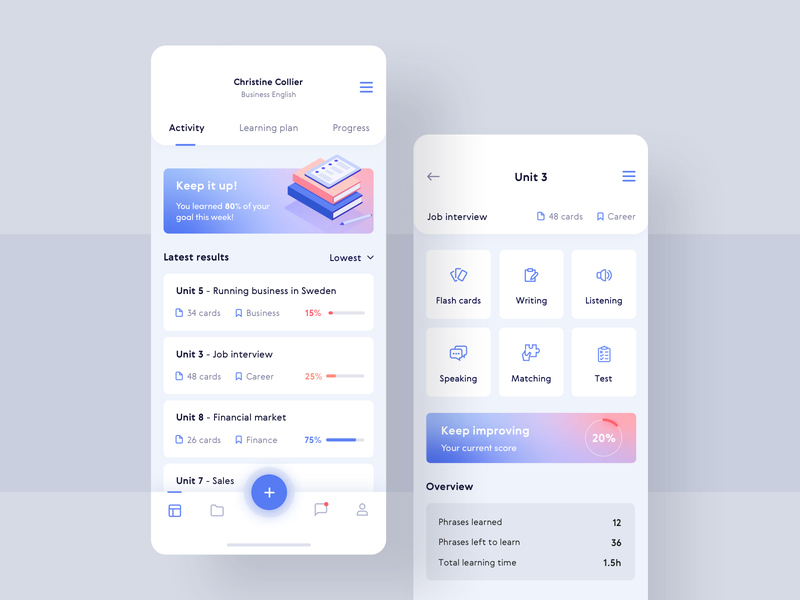 Christine Collier
Business English
Activity
Learning plan
Progress
Keep it up!
You learned 80% of your
goal this week!
Latest results
Lowest
Unit 5 - Running business in Sweden
34 cards
Business
15%
Unit 3 - Job interview
48 cards
Career
25%
Unit 8 - Financial market
26 cards
Finance
75%
Unit 7 - Sales
Unit 3
Job interview
48 cards
Career
Flash cards
Writing
Listening
Speaking
Matching
Test
Keep improving
Your current score
20%
Overview
Phrases learned 12
Phrases left to learn 36
Total learning time 1.5h